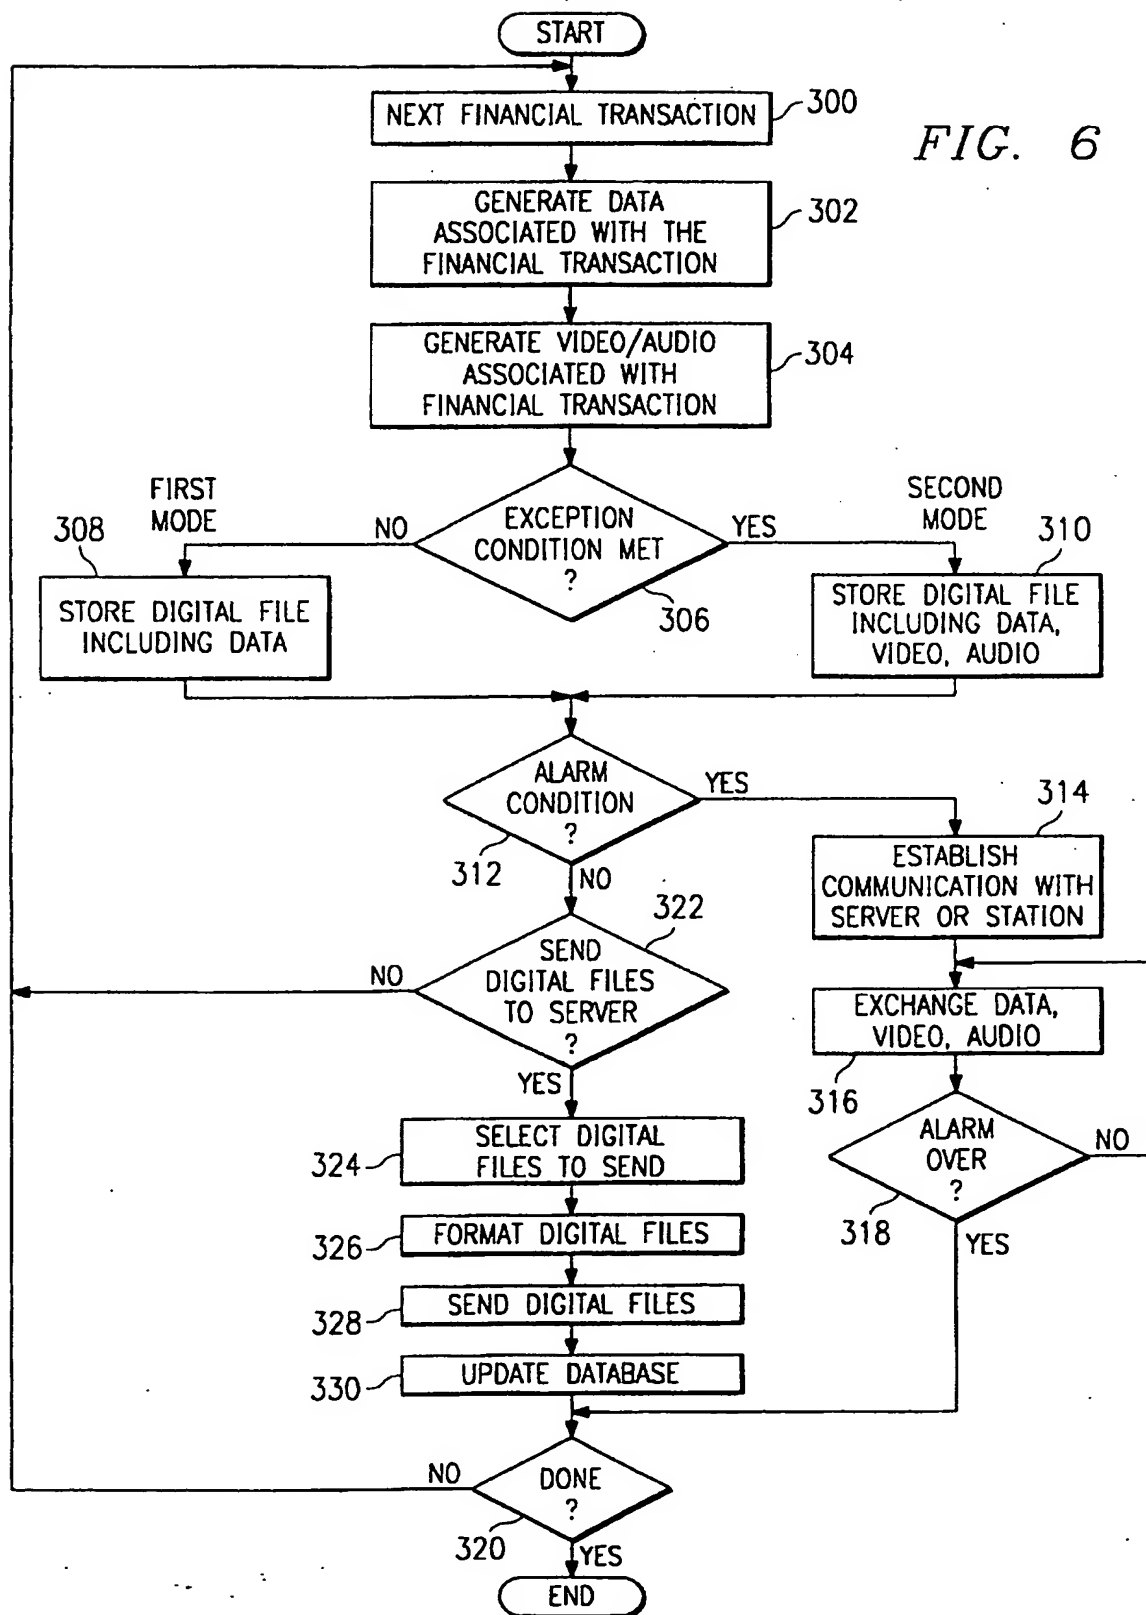 START
NEXT FINANCIAL TRANSACTION
300
FIG. 6
GENERATE DATA
ASSOCIATED WITH THE
FINANCIAL TRANSACTION
302
GENERATE VIDEO/AUDIO
ASSOCIATED WITH
FINANCIAL TRANSACTION
304
FIRST
MODE
308
NO
EXCEPTION
CONDITION MET
?
YES
306
SECOND
MODE
310
STORE DIGITAL FILE
INCLUDING DATA
STORE DIGITAL FILE
INCLUDING DATA,
VIDEO, AUDIO
ALARM
CONDITION
?
YES
312
NO
314
ESTABLISH
COMMUNICATION WITH
SERVER OR STATION
322
NO
SEND
DIGITAL FILES
TO SERVER
?
YES
EXCHANGE DATA,
VIDEO, AUDIO
316
ALARM
OVER
?
NO
318
YES
324
SELECT DIGITAL
FILES TO SEND
326
FORMAT DIGITAL FILES
328
SEND DIGITAL FILES
330
UPDATE DATABASE
NO
DONE
?
320
YES
END